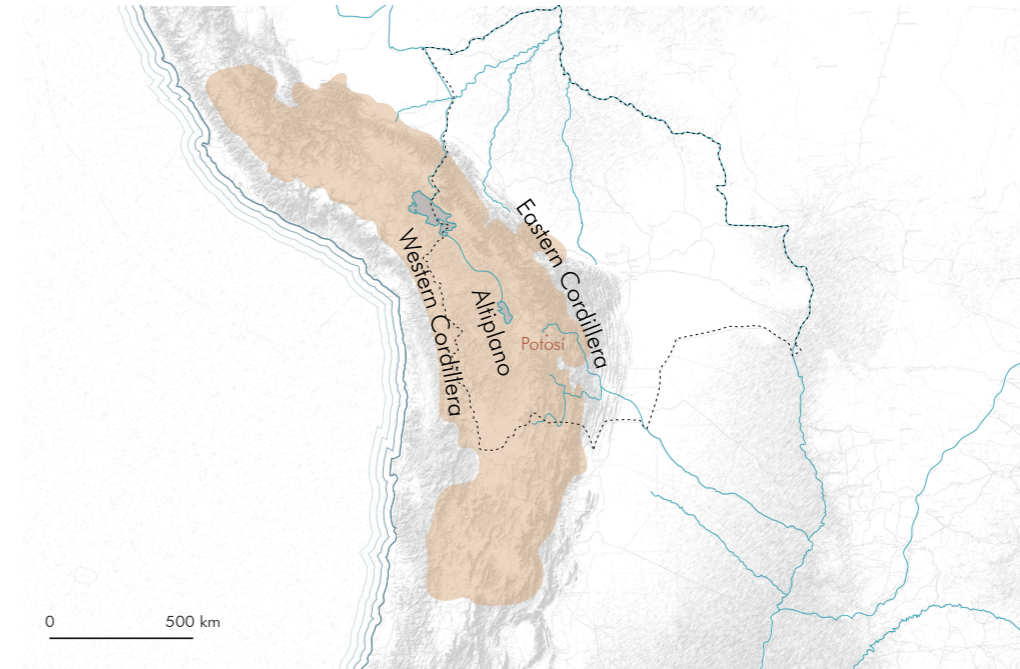 Eastern Cordillera
Western Cordillera
Altiplano
Potosí
0 500 km